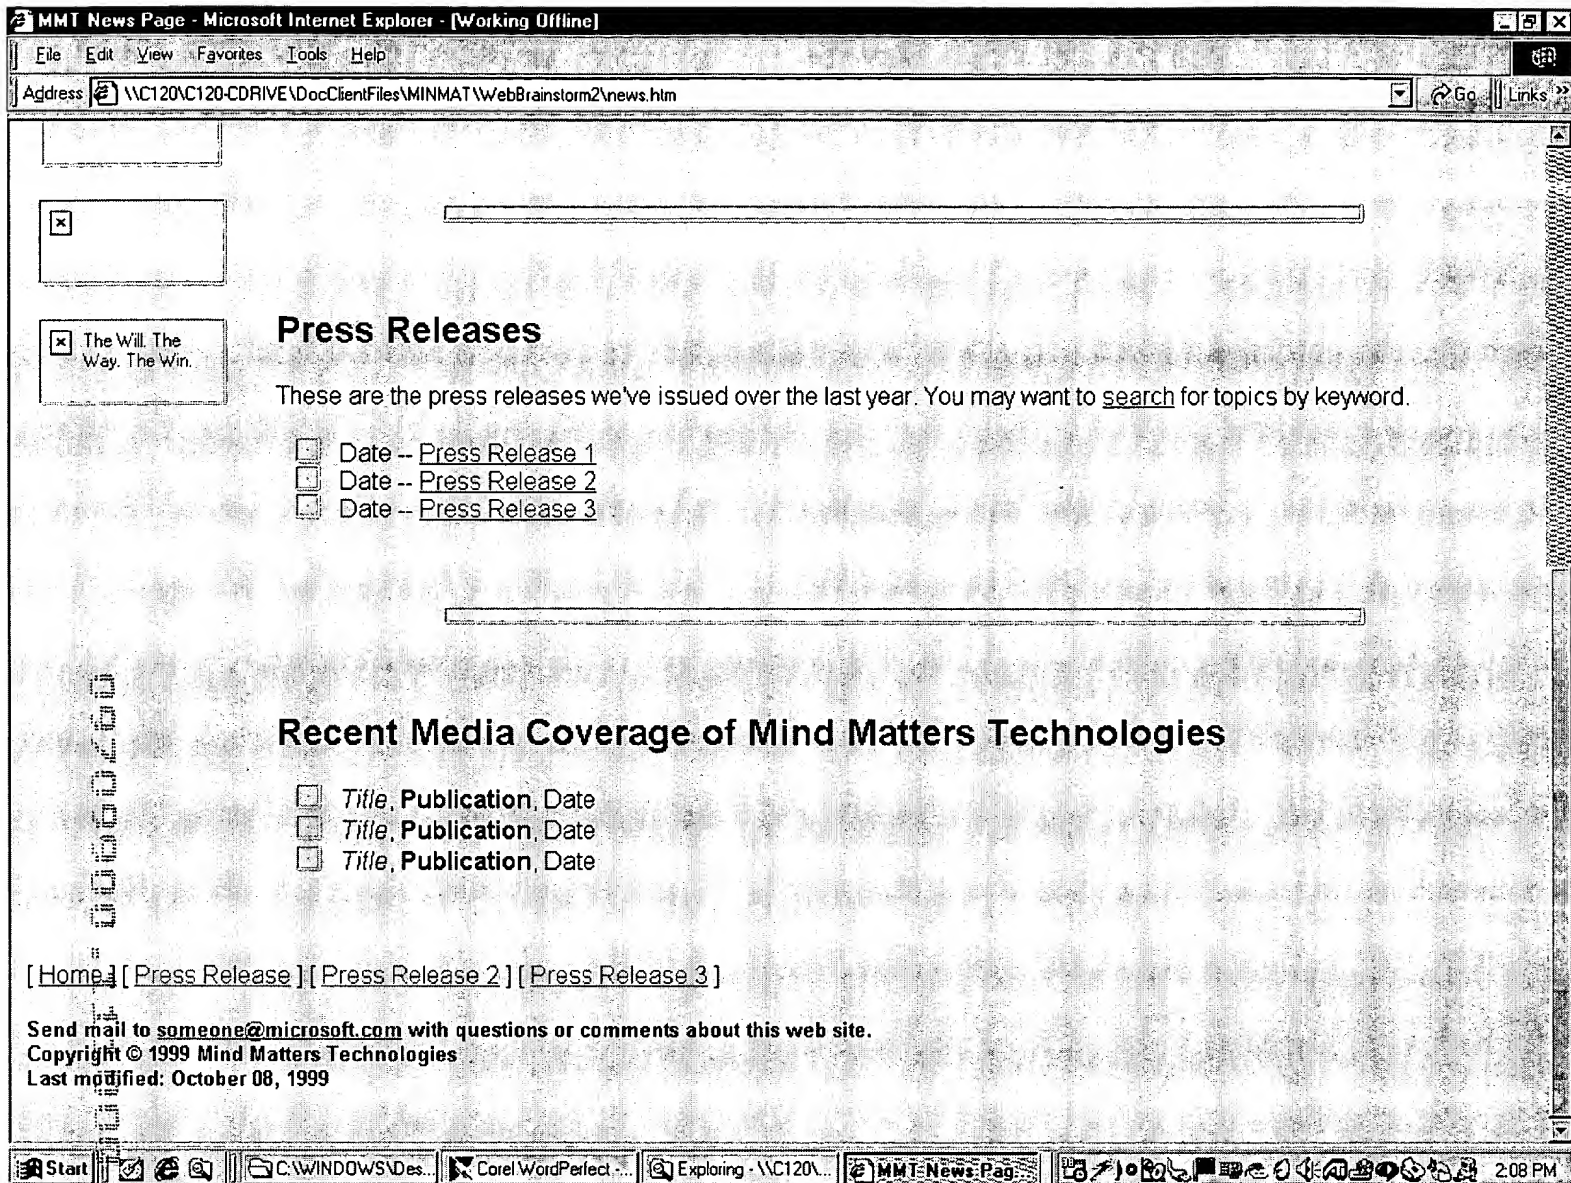 MMT News Page - Microsoft Internet Explorer - [Working Offline]
File Edit View Favorites Tools Help
Address \\C120\C120-CDRIVE\DocClientFiles\MINMAT\WebBrainstorm2\news.htm Go Links »
The Will. The
Way. The Win.
Press Releases
These are the press releases we've issued over the last year. You may want to search for topics by keyword.
Date -- Press Release 1
Date -- Press Release 2
Date -- Press Release 3
Recent Media Coverage of Mind Matters Technologies
Title, Publication, Date
Title, Publication, Date
Title, Publication, Date
[ Home ] [ Press Release ] [ Press Release 2 ] [ Press Release 3 ]
Send mail to someone@microsoft.com with questions or comments about this web site.
Copyright © 1999 Mind Matters Technologies
Last modified: October 08, 1999
Start C:\WINDOWS\Des... Corel WordPerfect -... Exploring - \\C120\... MMT News Pag... 2:08 PM